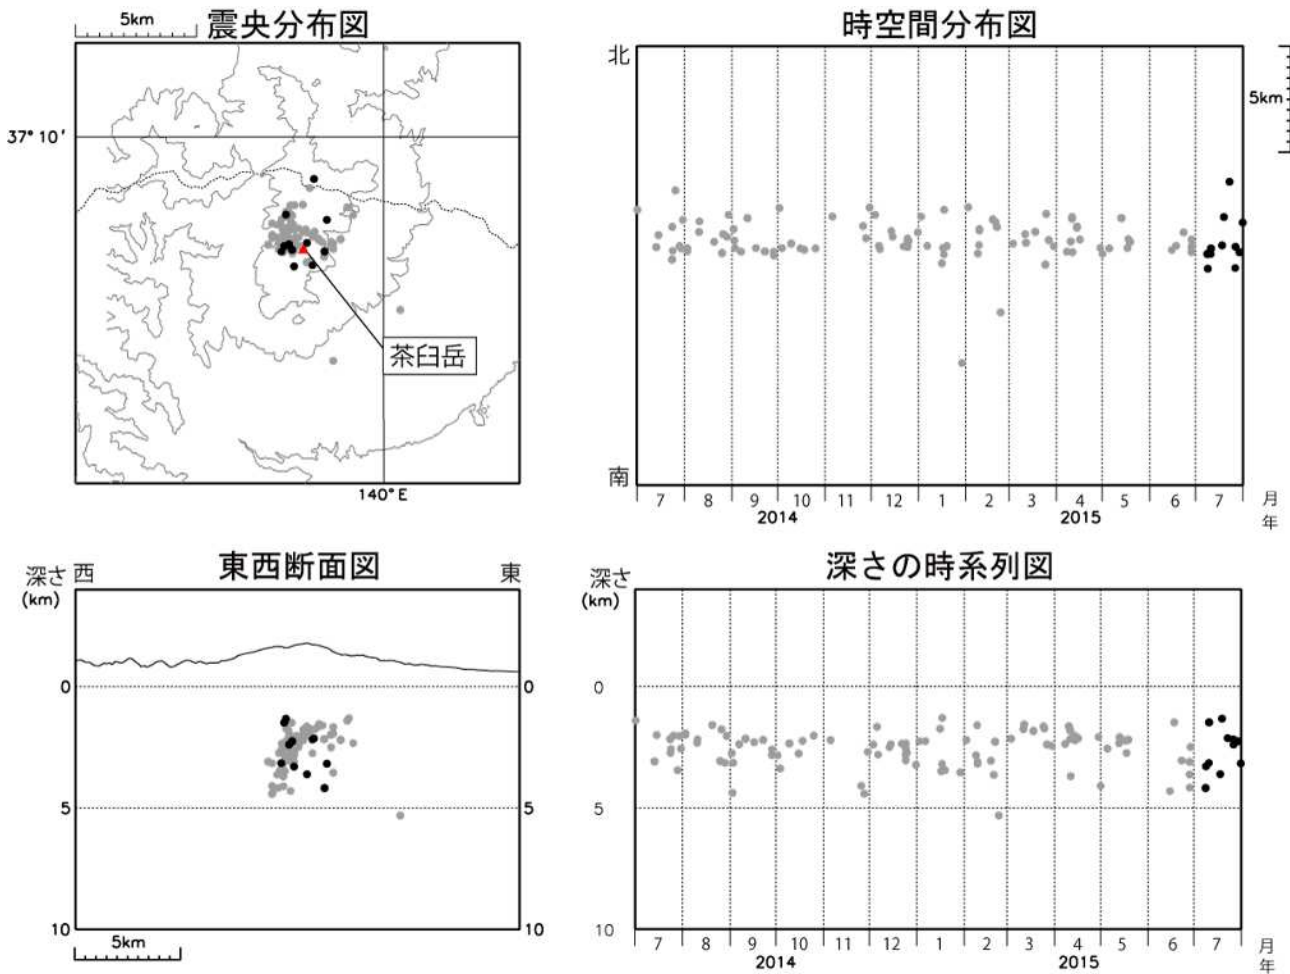 震央分布図
5km
37° 10'
茶臼岳
140° E
時空間分布図
北
5km
南
7 8 9 10 11 12 1 2 3 4 5 6 7 月
2014 2015 年
東西断面図
深さ 西 東
(km)
0 0
5 5
10 10
5km
深さの時系列図
深さ
(km)
0
5
10
7 8 9 10 11 12 1 2 3 4 5 6 7 月
2014 2015 年